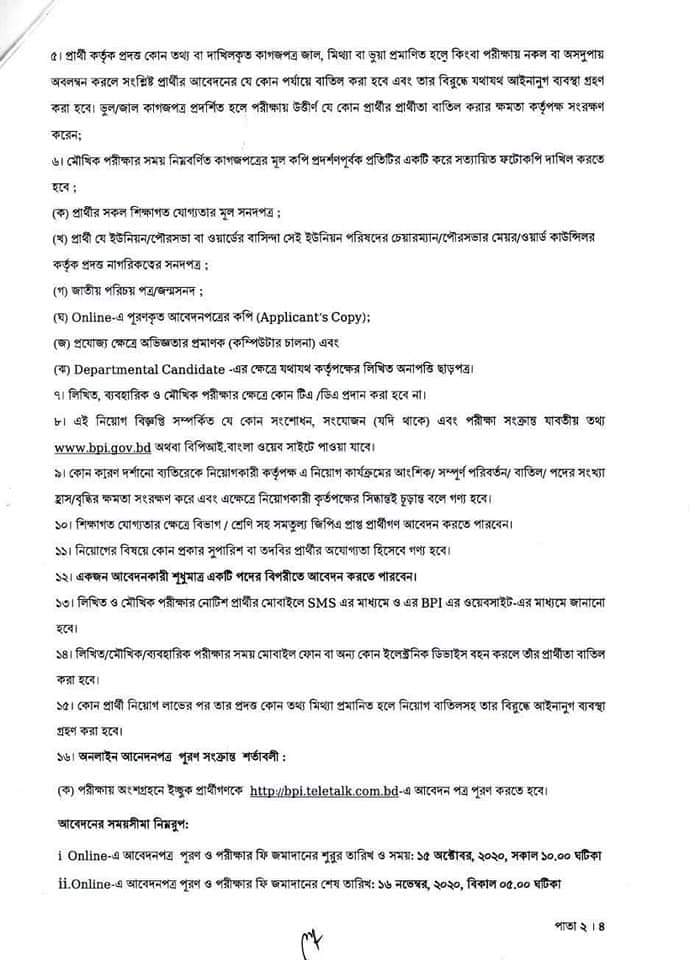 ৫। প্রার্থী কর্তৃক প্রদত্ত কোন তথ্য বা দাখিলকৃত কাগজপত্র জাল, মিথ্যা বা ভুয়া প্রমাণিত হলে কিংবা পরীক্ষায় নকল বা অসদুপায়
অবলম্বন করলে সংশ্লিষ্ট প্রার্থীর আবেদনের যে কোন পর্যায়ে বাতিল করা হবে এবং তার বিরুদ্ধে যথাযথ আইনানুগ ব্যবস্থা গ্রহণ
করা হবে। ভুল/জাল কাগজপত্র প্রদর্শিত হলে পরীক্ষায় উত্তীর্ণ যে কোন প্রার্থীর প্রার্থীতা বাতিল করার ক্ষমতা কর্তৃপক্ষ সংরক্ষণ
করেন;
৬। মৌখিক পরীক্ষার সময় নিম্নবর্ণিত কাগজপত্রের মূল কপি প্রদর্শণপূর্বক প্রতিটির একটি করে সত্যায়িত ফটোকপি দাখিল করতে
হবে ;
(ক) প্রার্থীর সকল শিক্ষাগত যোগ্যতার মূল সনদপত্র ;
(খ) প্রার্থী যে ইউনিয়ন/পৌরসভা বা ওয়ার্ডের বাসিন্দা সেই ইউনিয়ন পরিষদের চেয়ারম্যান/পৌরসভার মেয়র/ওয়ার্ড কাউন্সিলর
কর্তৃক প্রদত্ত নাগরিকত্বের সনদপত্র ;
(গ) জাতীয় পরিচয় পত্র/জন্মসনদ ;
(ঘ) Online-এ পূরণকৃত আবেদনপত্রের কপি (Applicant's Copy);
(জ) প্রযোজ্য ক্ষেত্রে অভিজ্ঞতার প্রমাণক (কম্পিউটার চালনা) এবং
(ঝ) Departmental Candidate -এর ক্ষেত্রে যথাযথ কর্তৃপক্ষের লিখিত অনাপত্তি ছাড়পত্র।
৭। লিখিত, ব্যবহারিক ও মৌখিক পরীক্ষার ক্ষেত্রে কোন টিএ /ডিএ প্রদান করা হবে না।
৮। এই নিয়োগ বিজ্ঞপ্তি সম্পর্কিত যে কোন সংশোধন, সংযোজন (যদি থাকে) এবং পরীক্ষা সংক্রান্ত যাবতীয় তথ্য
www.bpi.gov.bd অথবা বিপিআই.বাংলা ওয়েব সাইটে পাওয়া যাবে।
৯। কোন কারণ দর্শানো ব্যতিরেকে নিয়োগকারী কর্তৃপক্ষ এ নিয়োগ কার্যক্রমের আংশিক/ সম্পূর্ণ পরিবর্তন/ বাতিল/ পদের সংখ্যা
হ্রাস/বৃদ্ধির ক্ষমতা সংরক্ষণ করে এবং এক্ষেত্রে নিয়োগকারী কর্তৃপক্ষের সিদ্ধান্তই চূড়ান্ত বলে গণ্য হবে।
১০। শিক্ষাগত যোগ্যতার ক্ষেত্রে বিভাগ / শ্রেণি সহ সমতুল্য জিপিএ প্রাপ্ত প্রার্থীগণ আবেদন করতে পারবেন।
১১। নিয়োগের বিষয়ে কোন প্রকার সুপারিশ বা তদবির প্রার্থীর অযোগ্যতা হিসেবে গণ্য হবে।
১২। একজন আবেদনকারী শুধুমাত্র একটি পদের বিপরীতে আবেদন করতে পারবেন।
১৩। লিখিত ও মৌখিক পরীক্ষার নোটিশ প্রার্থীর মোবাইলে SMS এর মাধ্যমে ও এর BPI এর ওয়েবসাইট-এর মাধ্যমে জানানো
হবে।
১৪। লিখিত/মৌখিক/ব্যবহারিক পরীক্ষার সময় মোবাইল ফোন বা অন্য কোন ইলেক্ট্রনিক ডিভাইস বহন করলে তাঁর প্রার্থীতা বাতিল
করা হবে।
১৫। কোন প্রার্থী নিয়োগ লাভের পর তার প্রদত্ত কোন তথ্য মিথ্যা প্রমানিত হলে নিয়োগ বাতিলসহ তার বিরুদ্ধে আইনানুগ ব্যবস্থা
গ্রহণ করা হবে।
১৬। অনলাইন আনেদনপত্র পূরণ সংক্রান্ত শর্তাবলী :
(ক) পরীক্ষায় অংশগ্রহনে ইচ্ছুক প্রার্থীগণকে http://bpi.teletalk.com.bd-এ আবেদন পত্র পূরণ করতে হবে।
আবেদনের সময়সীমা নিম্নরুপ:
i Online-এ আবেদনপত্র পূরণ ও পরীক্ষার ফি জমাদানের শুরুর তারিখ ও সময়: ১৫ অক্টোবর, ২০২০, সকাল ১০.০০ ঘটিকা
ii.Online-এ আবেদনপত্র পূরণ ও পরীক্ষার ফি জমাদানের শেষ তারিখ: ১৬ নভেম্বর, ২০২০, বিকাল ০৫.০০ ঘটিকা
পাতা ২ । ৪